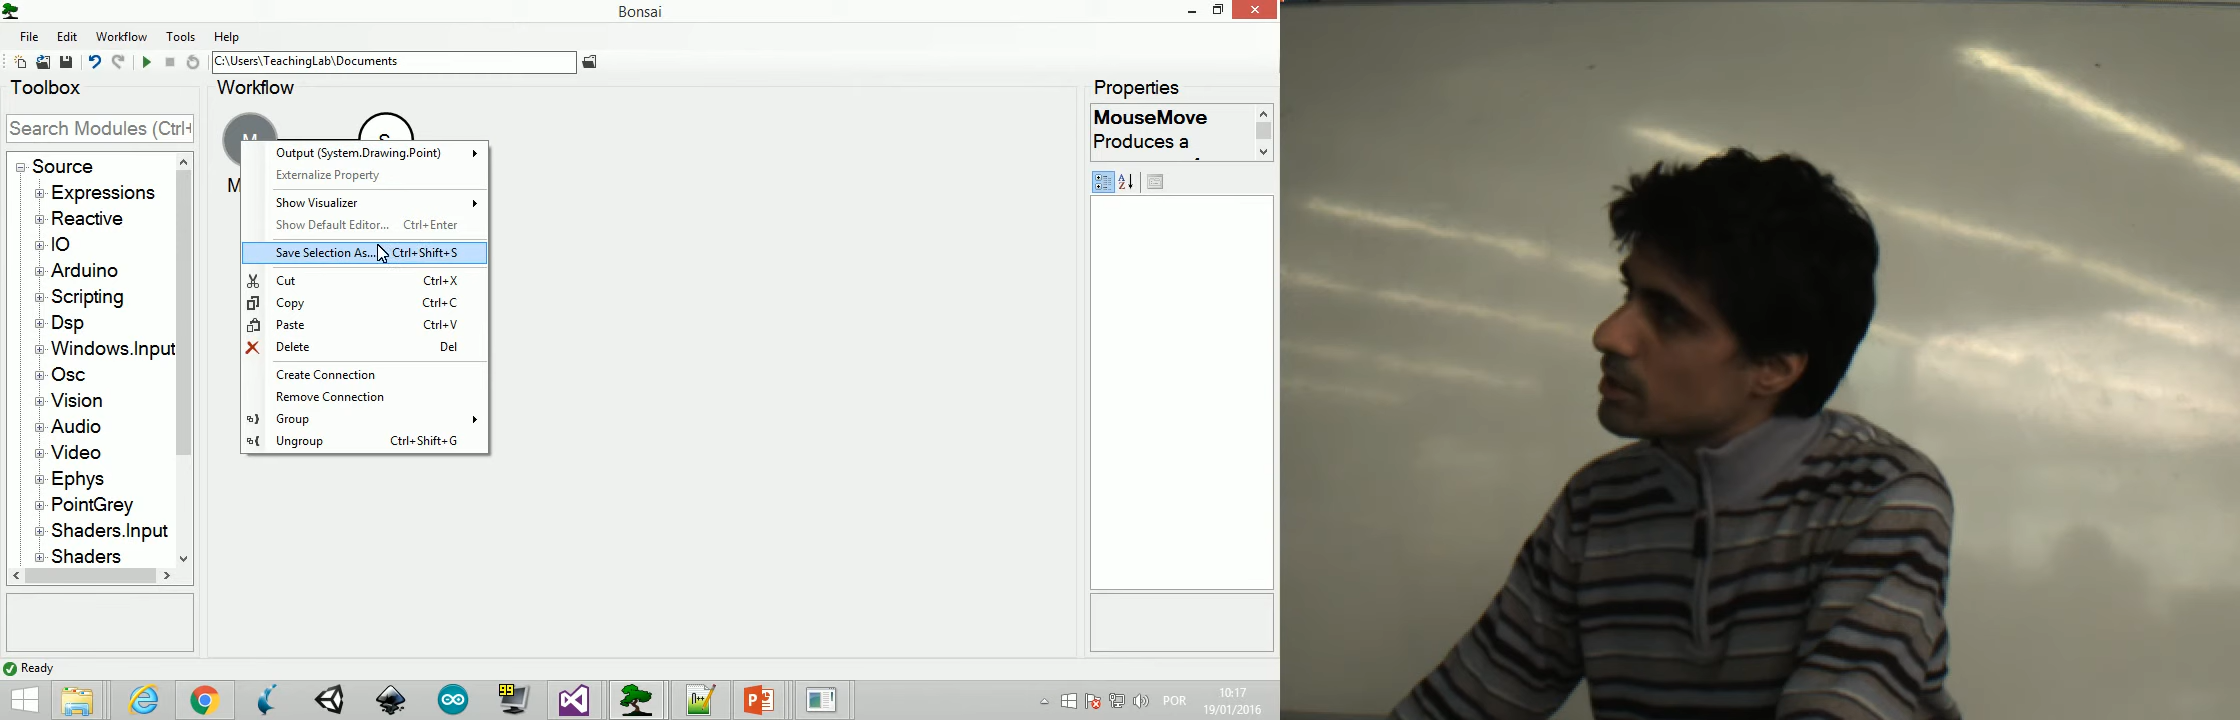 Bonsai
File Edit Workflow Tools Help
C:\Users\TeachingLab\Documents
Toolbox
Search Modules (Ctrl+
Source
Expressions
Reactive
IO
Arduino
Scripting
Dsp
Windows.Input
Osc
Vision
Audio
Video
Ephys
PointGrey
Shaders.Input
Shaders
Workflow
M
S
M
Output (System.Drawing.Point)
Externalize Property
Show Visualizer
Show Default Editor... Ctrl+Enter
Save Selection As... Ctrl+Shift+S
Cut Ctrl+X
Copy Ctrl+C
Paste Ctrl+V
Delete Del
Create Connection
Remove Connection
Group
Ungroup Ctrl+Shift+G
Properties
MouseMove
Produces a
Ready
99
POR
10:17
19/01/2016